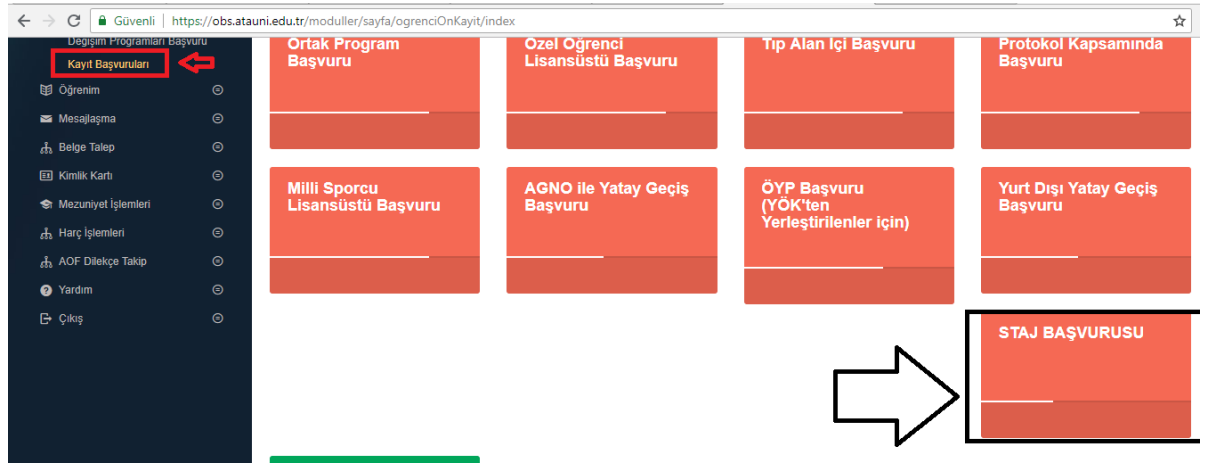 Güvenli | https://obs.atauni.edu.tr/moduller/sayfa/ogrenciOnKayit/index
Değişim Programları Başvuru
Kayıt Başvuruları
Öğrenim
Mesajlaşma
Belge Talep
Kimlik Kartı
Mezuniyet İşlemleri
Harç İşlemleri
AOF Dilekçe Takip
Yardım
Çıkış
Ortak Program
Başvuru
Özel Öğrenci
Lisansüstü Başvuru
Tıp Alan İçi Başvuru
Protokol Kapsamında
Başvuru
Milli Sporcu
Lisansüstü Başvuru
AGNO ile Yatay Geçiş
Başvuru
ÖYP Başvuru
(YÖK'ten
Yerleştirilenler için)
Yurt Dışı Yatay Geçiş
Başvuru
STAJ BAŞVURUSU